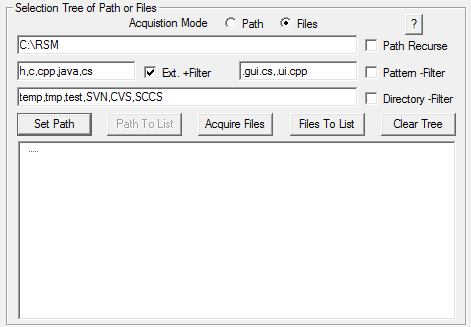 Selection Tree of Path or Files
Acquistion Mode Path Files ?
C:\RSM Path Recurse
h,c,cpp,java,cs Ext. +Filter .gui.cs,.ui.cpp Pattern -Filter
temp,tmp,test,SVN,CVS,SCCS Directory -Filter
Set Path Path To List Acquire Files Files To List Clear Tree